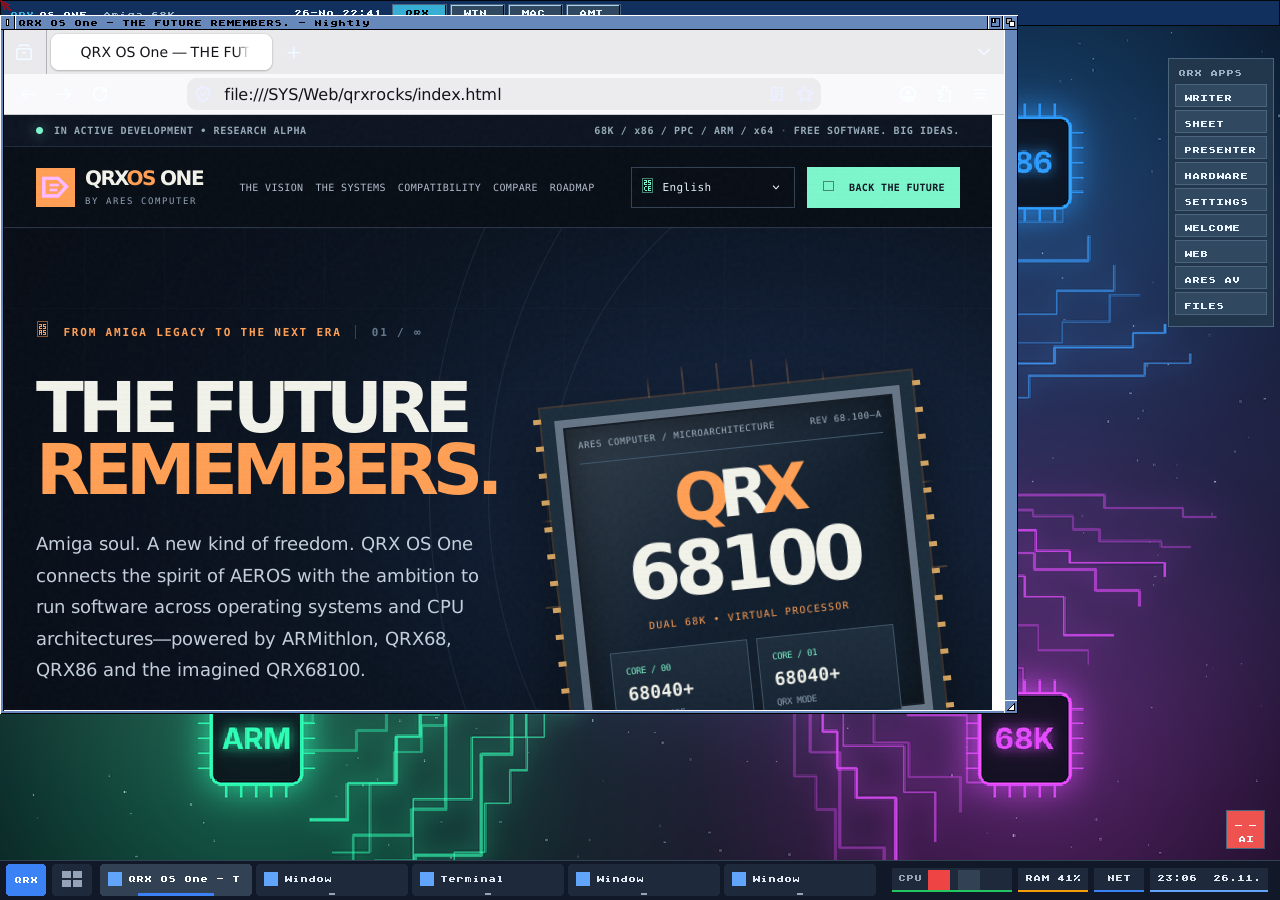 26-Nov 22:41 QRX WIN MAC AMI
QRX OS One — THE FUTURE REMEMBERS. — Nightly
QRX OS One — THE FUT
file:///SYS/Web/qrxrocks/index.html
IN ACTIVE DEVELOPMENT • RESEARCH ALPHA
68K / x86 / PPC / ARM / x64 · FREE SOFTWARE. BIG IDEAS.
QRXOS ONE
BY ARES COMPUTER
THE VISION THE SYSTEMS COMPATIBILITY COMPARE ROADMAP
English
BACK THE FUTURE
FROM AMIGA LEGACY TO THE NEXT ERA
01 / ∞
THE FUTURE
REMEMBERS.
Amiga soul. A new kind of freedom. QRX OS One
connects the spirit of AEROS with the ambition to
run software across operating systems and CPU
architectures—powered by ARMithlon, QRX68,
QRX86 and the imagined QRX68100.
ARES COMPUTER / MICROARCHITECTURE
REV 68.100—A
QRX
68100
DUAL 68K • VIRTUAL PROCESSOR
CORE / 00
68040+
CORE / 01
68040+
QRX MODE
86
QRX APPS
WRITER
SHEET
PRESENTER
HARDWARE
SETTINGS
WELCOME
WEB
ARES AV
FILES
ARM
68K
AI
QRX
QRX OS One - T
Window
Terminal
Window
Window
CPU
RAM 41%
NET
23:06 26.11.